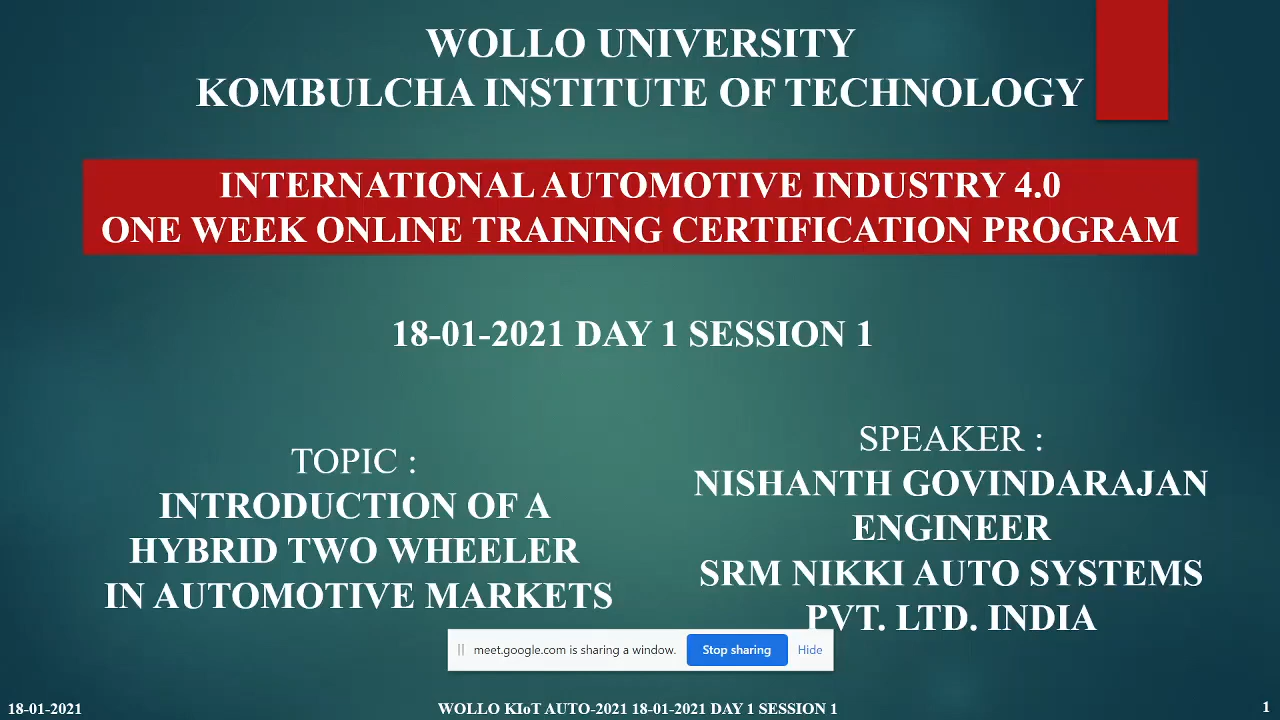 WOLLO UNIVERSITY
KOMBULCHA INSTITUTE OF TECHNOLOGY
INTERNATIONAL AUTOMOTIVE INDUSTRY 4.0
ONE WEEK ONLINE TRAINING CERTIFICATION PROGRAM
18-01-2021 DAY 1 SESSION 1
TOPIC :
INTRODUCTION OF A
HYBRID TWO WHEELER
IN AUTOMOTIVE MARKETS
SPEAKER :
NISHANTH GOVINDARAJAN
ENGINEER
SRM NIKKI AUTO SYSTEMS
PVT. LTD. INDIA
meet.google.com is sharing a window.
Stop sharing
Hide
18-01-2021
WOLLO KIoT AUTO-2021 18-01-2021 DAY 1 SESSION 1
1